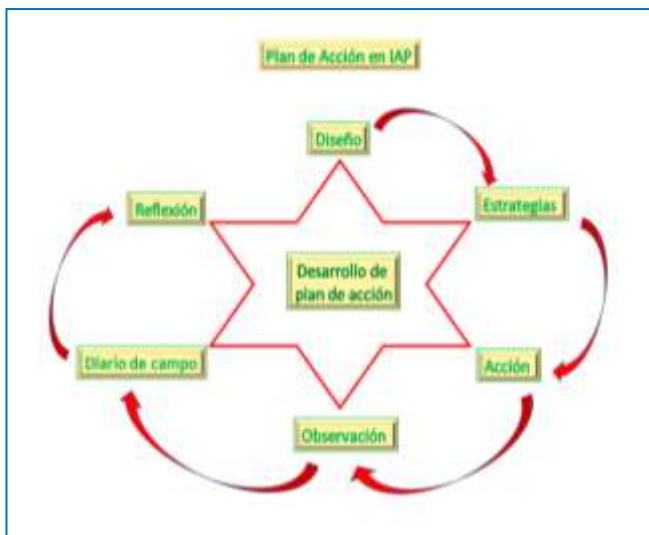 Plan de Acción en IAP
Diseño
Estrategias
Acción
Observación
Diario de campo
Reflexión
Desarrollo de
plan de acción